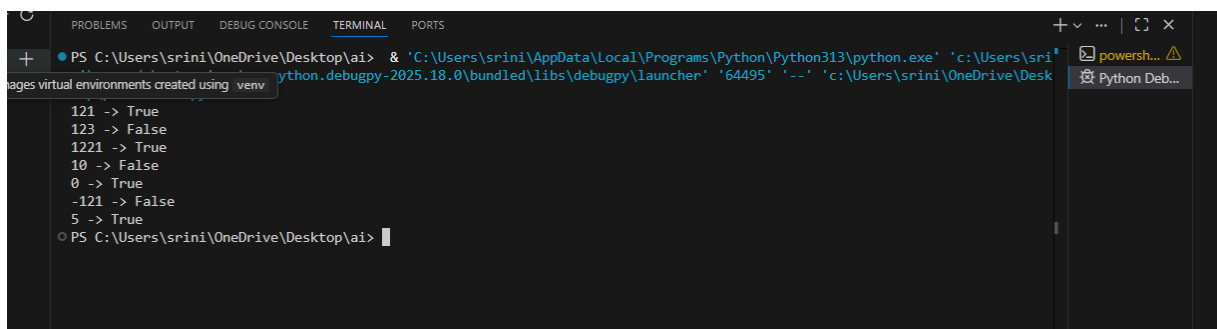 PROBLEMS OUTPUT DEBUG CONSOLE TERMINAL PORTS
PS C:\Users\srini\OneDrive\Desktop\ai> & 'C:\Users\srini\AppData\Local\Programs\Python\Python313\python.exe' 'c:\Users\sri
ython.debugpy-2025.18.0\bundled\libs\debugpy\launcher' '64495' '--' 'c:\Users\srini\OneDrive\Desk
nages virtual environments created using venv
121 -> True
123 -> False
1221 -> True
10 -> False
0 -> True
-121 -> False
5 -> True
PS C:\Users\srini\OneDrive\Desktop\ai>
powersh...
Python Deb...